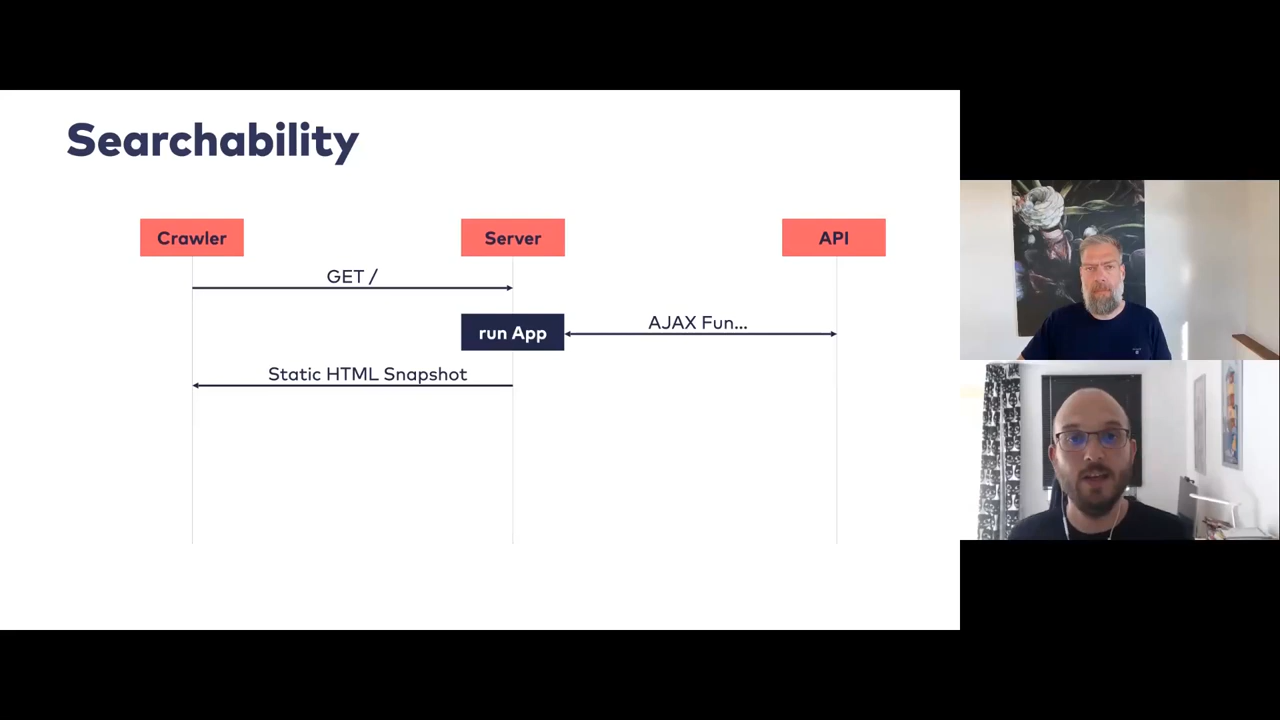 Searchability
Crawler
Server
API
GET /
run App
AJAX Fun...
Static HTML Snapshot